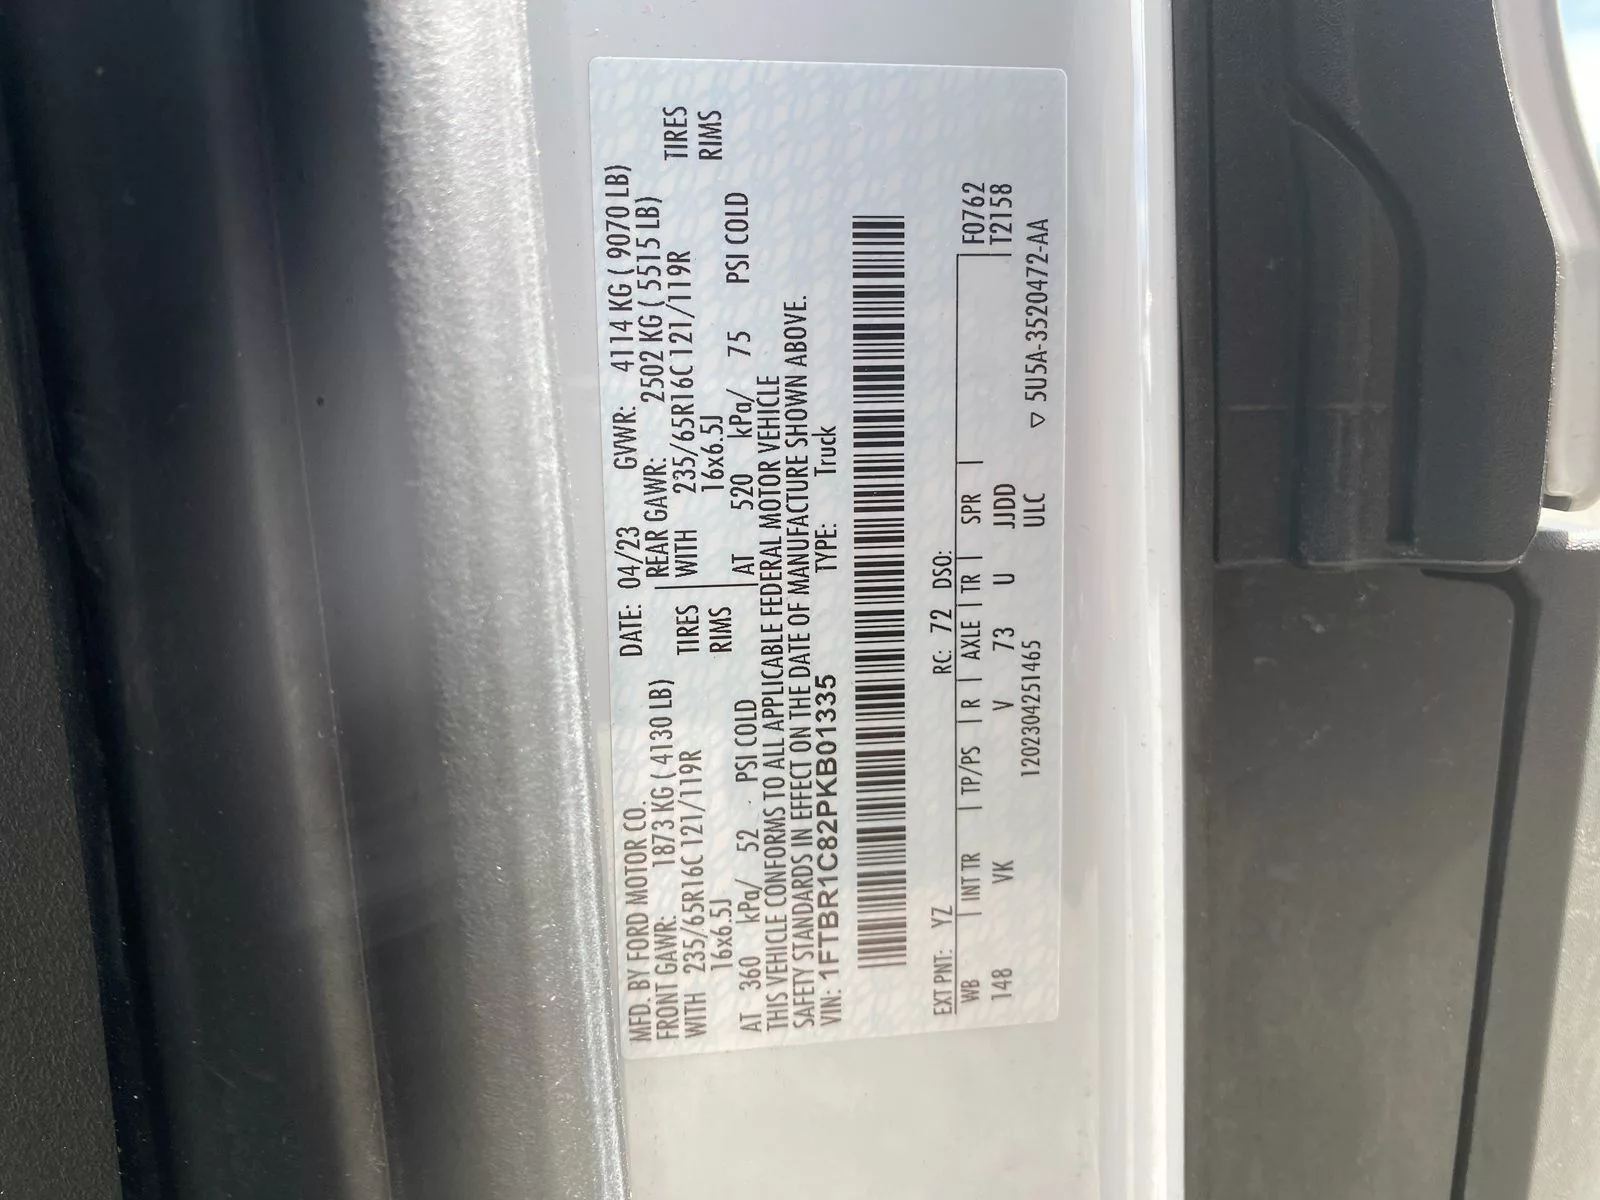 MFD. BY FORD MOTOR CO. DATE: 04/23 GVWR: 4114 KG ( 9070 LB)
FRONT GAWR: 1873 KG ( 4130 LB) REAR GAWR: 2502 KG ( 5515 LB)
WITH 235/65R16C 121/119R TIRES WITH 235/65R16C 121/119R TIRES
16x6.5J RIMS 16x6.5J RIMS
AT 360 kPa/ 52 PSI COLD AT 520 kPa/ 75 PSI COLD
THIS VEHICLE CONFORMS TO ALL APPLICABLE FEDERAL MOTOR VEHICLE
SAFETY STANDARDS IN EFFECT ON THE DATE OF MANUFACTURE SHOWN ABOVE.
VIN: 1FTBR1C82PKB01335 TYPE: Truck
EXT PNT: YZ RC: 72 DSO:
WB | INT TR | TP/PS | R | AXLE | TR | SPR | F0762
148 VK V 73 U JJDD T2158
120230425146​5 ULC ▽ 5U5A-3520472-AA